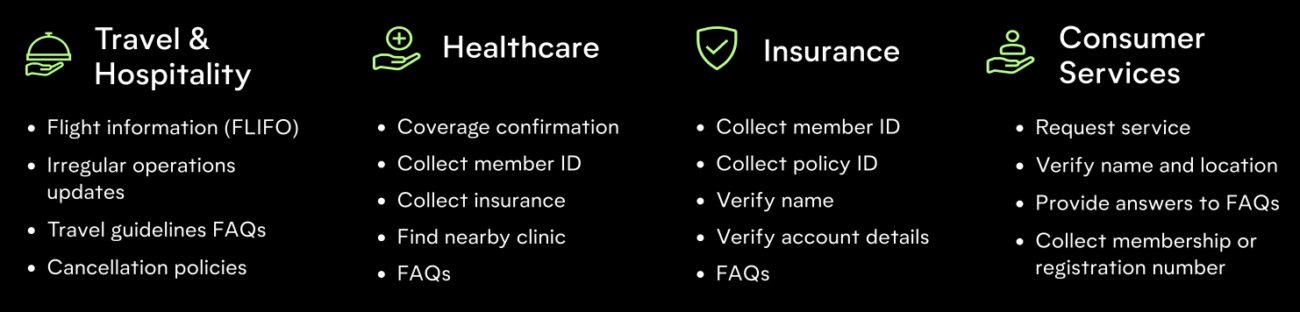 Travel &
Hospitality
• Flight information (FLIFO)
• Irregular operations
updates
• Travel guidelines FAQs
• Cancellation policies
Healthcare
• Coverage confirmation
• Collect member ID
• Collect insurance
• Find nearby clinic
• FAQs
Insurance
• Collect member ID
• Collect policy ID
• Verify name
• Verify account details
• FAQs
Consumer
Services
• Request service
• Verify name and location
• Provide answers to FAQs
• Collect membership or
registration number